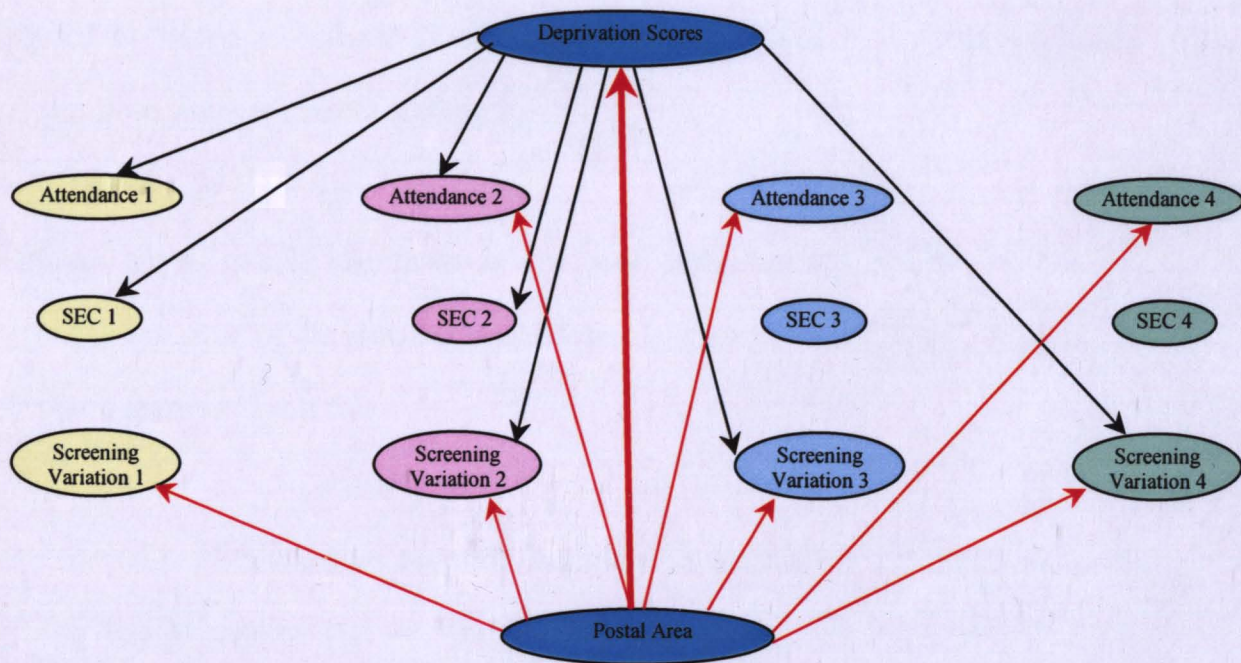 Deprivation Scores
Attendance 1
Attendance 2
Attendance 3
Attendance 4
SEC 1
SEC 2
SEC 3
SEC 4
Screening
Variation 1
Screening
Variation 2
Screening
Variation 3
Screening
Variation 4
Postal Area